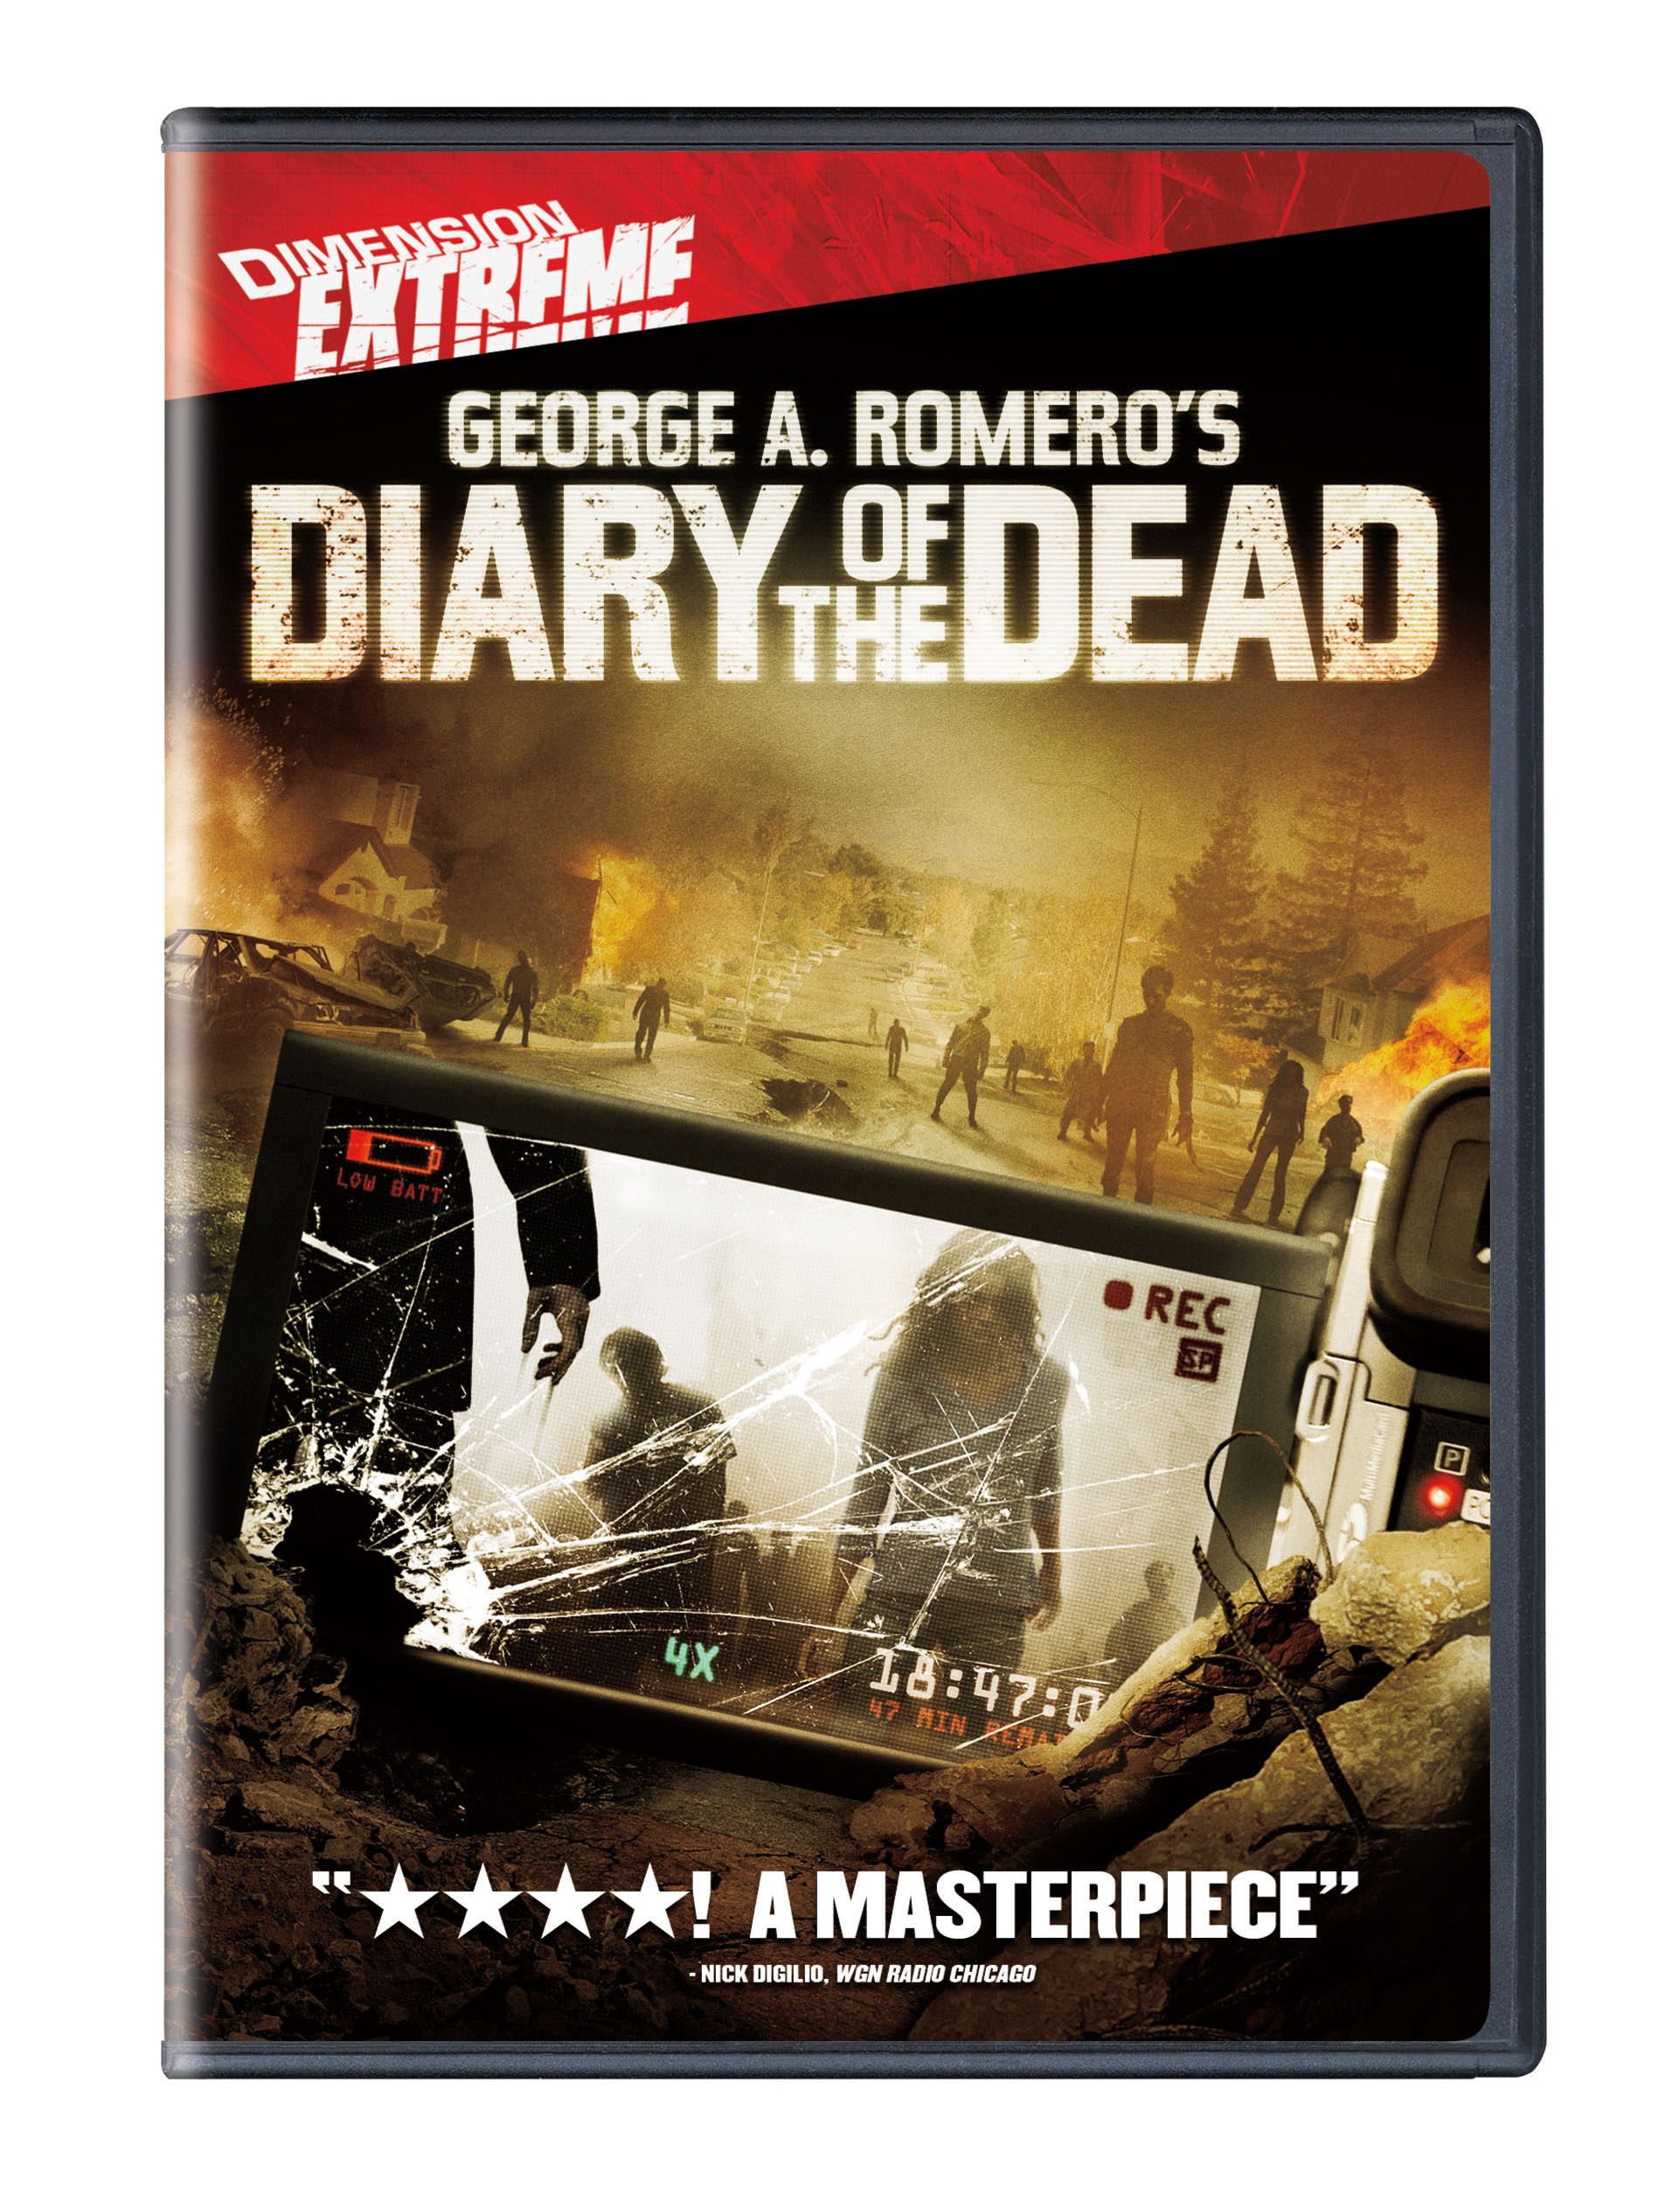 DIMENSION
EXTREME
GEORGE A. ROMERO'S
DIARY OF THE DEAD
LOW BATT
REC
SP
P
4X
18:47:0
47 MIN REMA
"★★★★! A MASTERPIECE"
- NICK DIGILIO, WGN RADIO CHICAGO